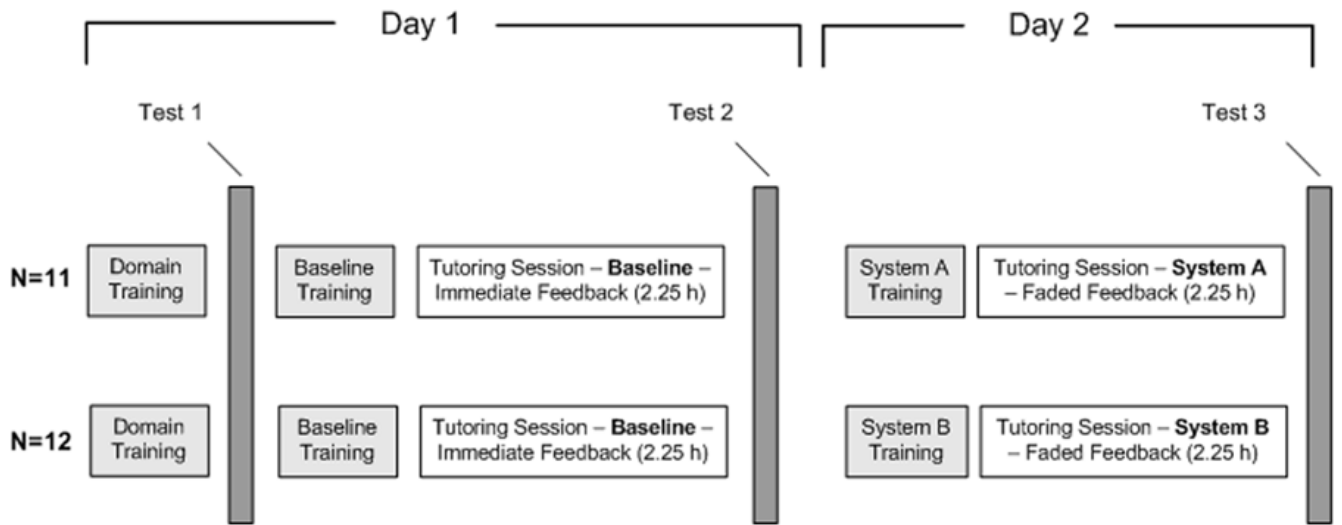 Day 1
Day 2
Test 1
Test 2
Test 3
N=11
Domain
Training
Baseline
Training
Tutoring Session – Baseline –
Immediate Feedback (2.25 h)
System A
Training
Tutoring Session – System A
– Faded Feedback (2.25 h)
N=12
Domain
Training
Baseline
Training
Tutoring Session – Baseline –
Immediate Feedback (2.25 h)
System B
Training
Tutoring Session – System B
– Faded Feedback (2.25 h)